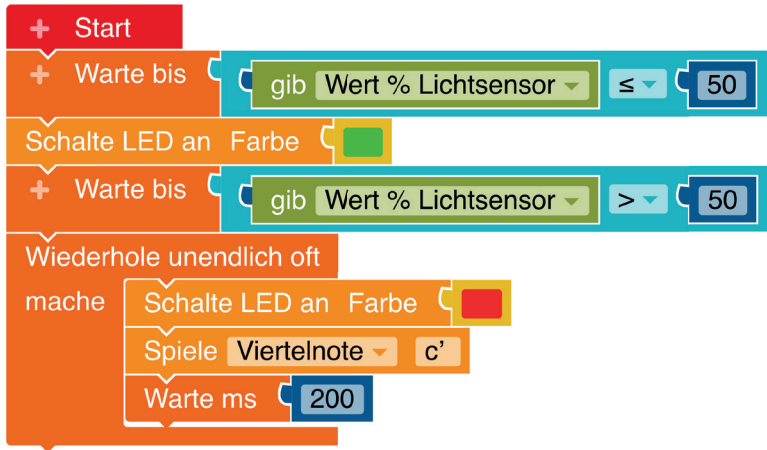 + Start
+ Warte bis gib Wert % Lichtsensor ≤ 50
Schalte LED an Farbe
+ Warte bis gib Wert % Lichtsensor > 50
Wiederhole unendlich oft
mache Schalte LED an Farbe
Spiele Viertelnote c’
Warte ms 200